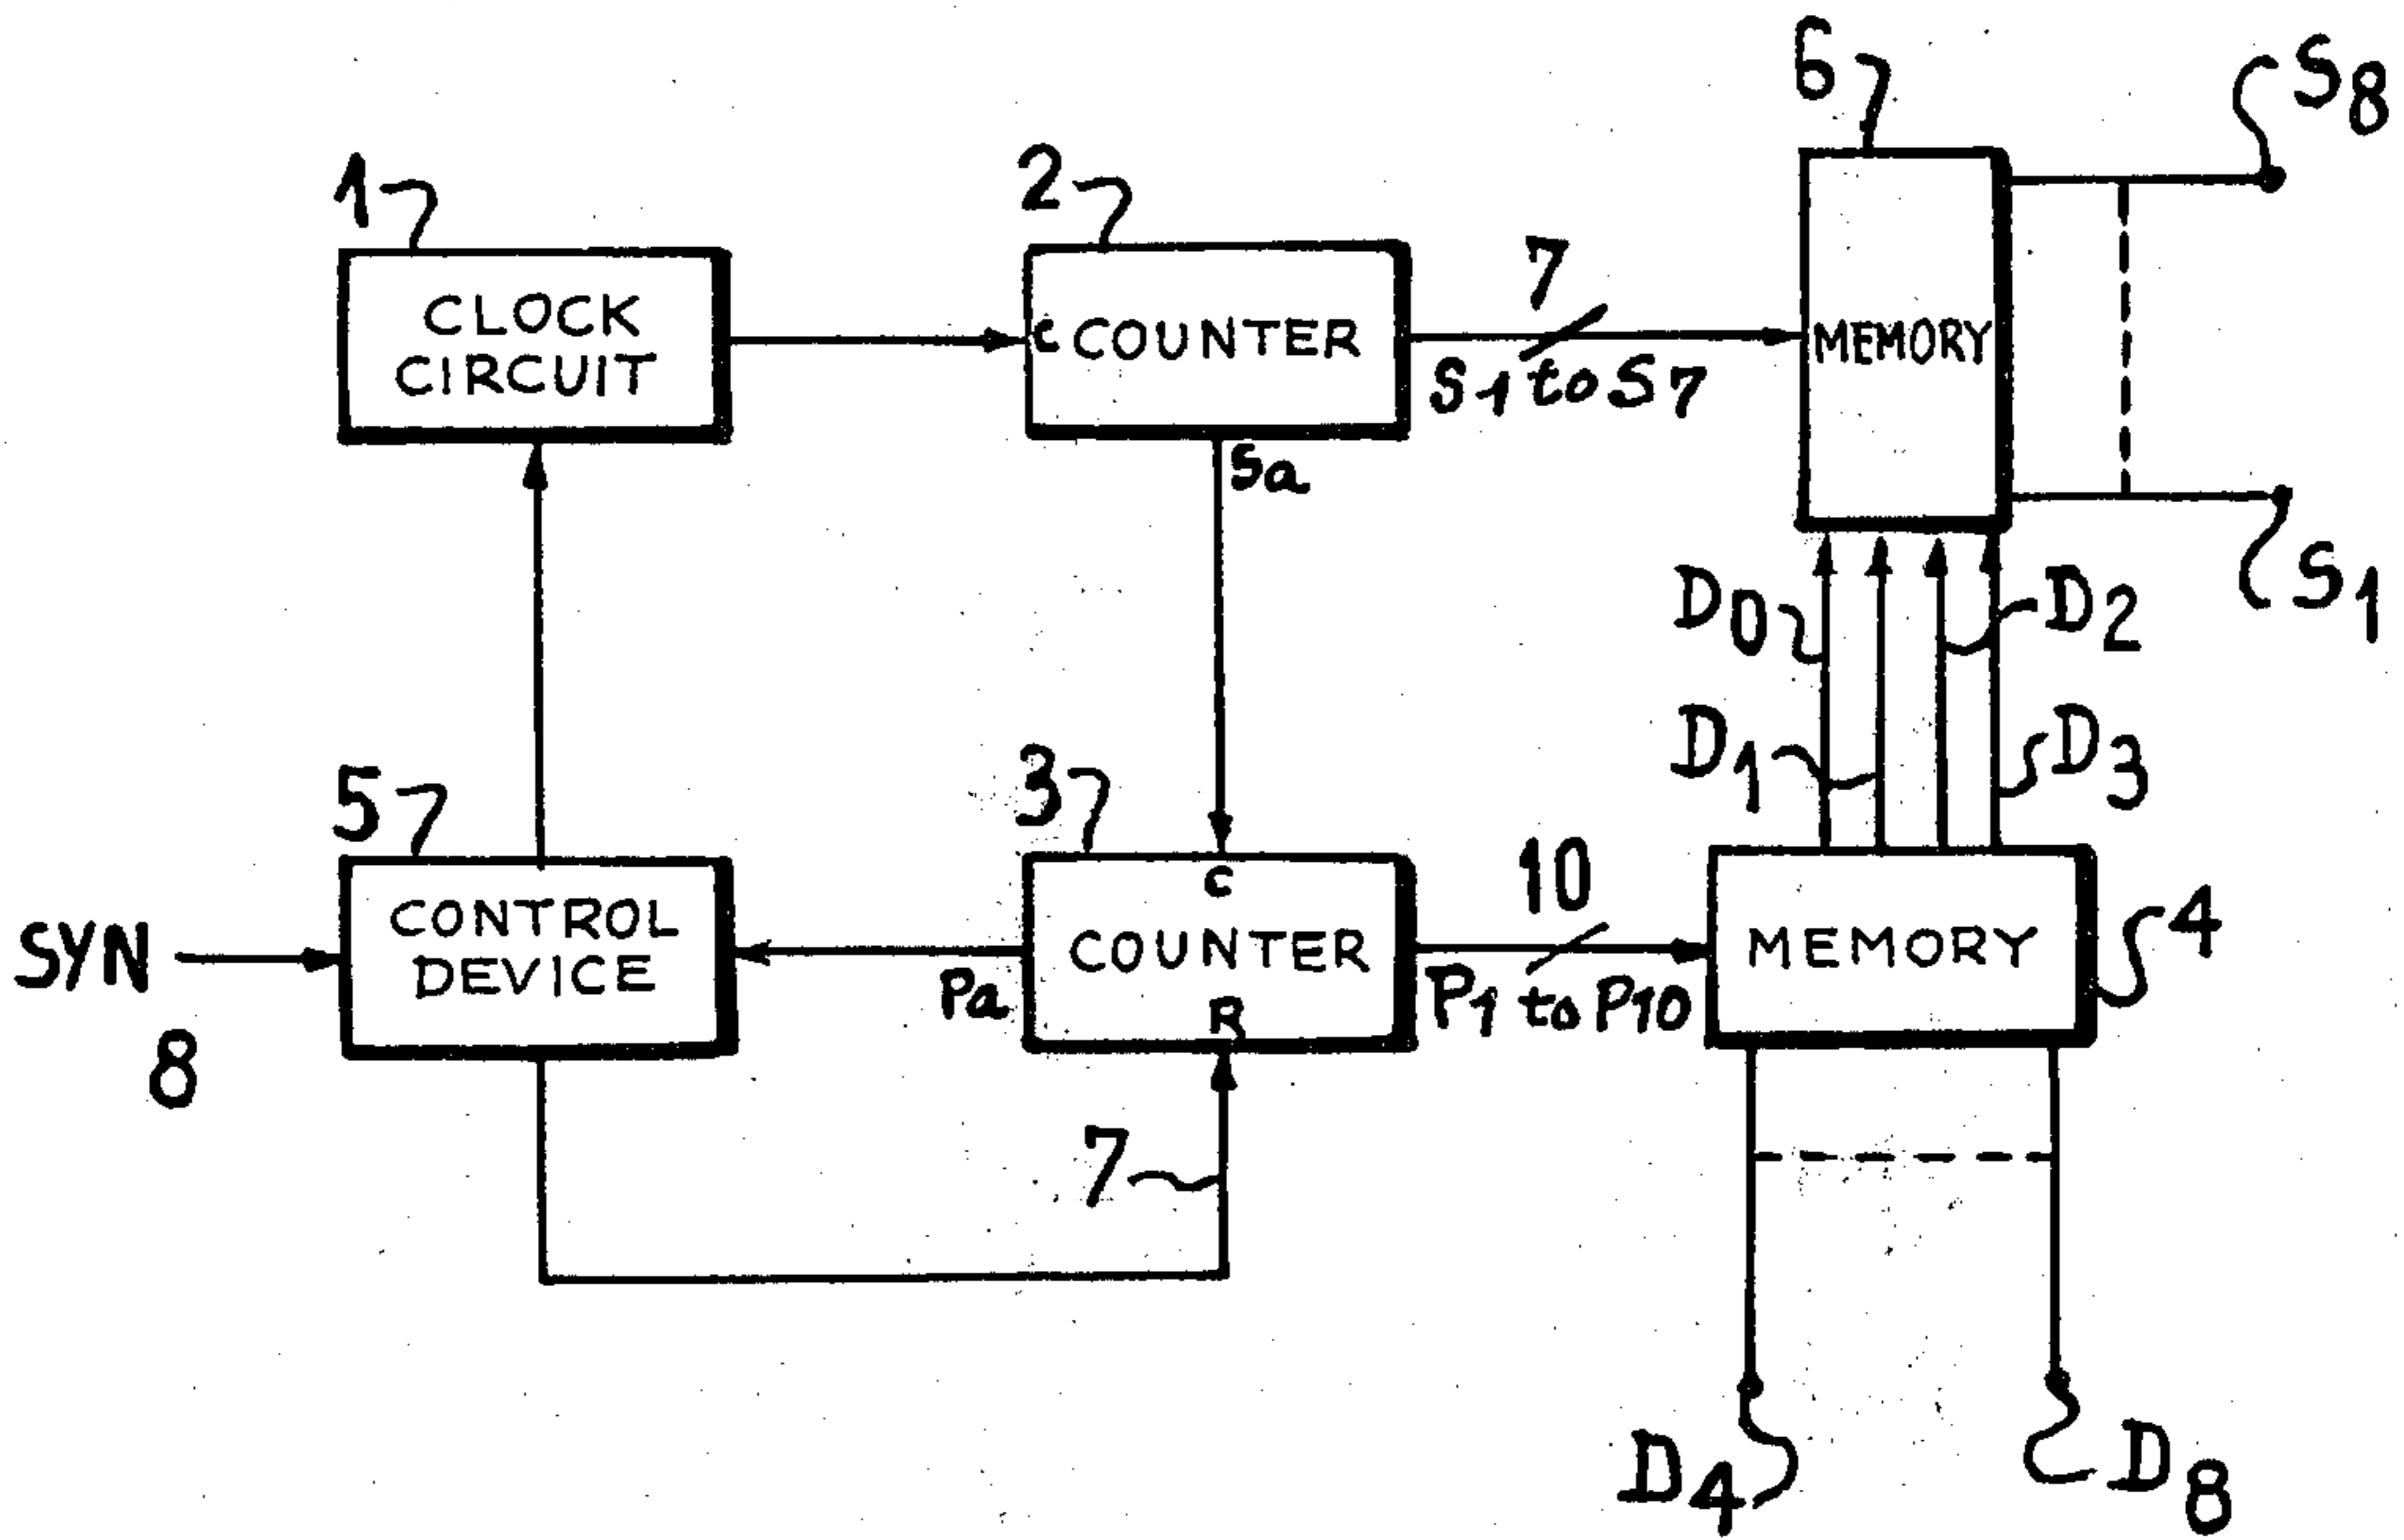 6
S8
1
2
7
CLOCK
CIRCUIT
C COUNTER
MEMORY
S1 to S7
Sa
D0
D2
S1
D1
D3
5
3
10
C
4
SYN
CONTROL
DEVICE
COUNTER
MEMORY
Pa
R
P1 to P10
8
7
D4
D8